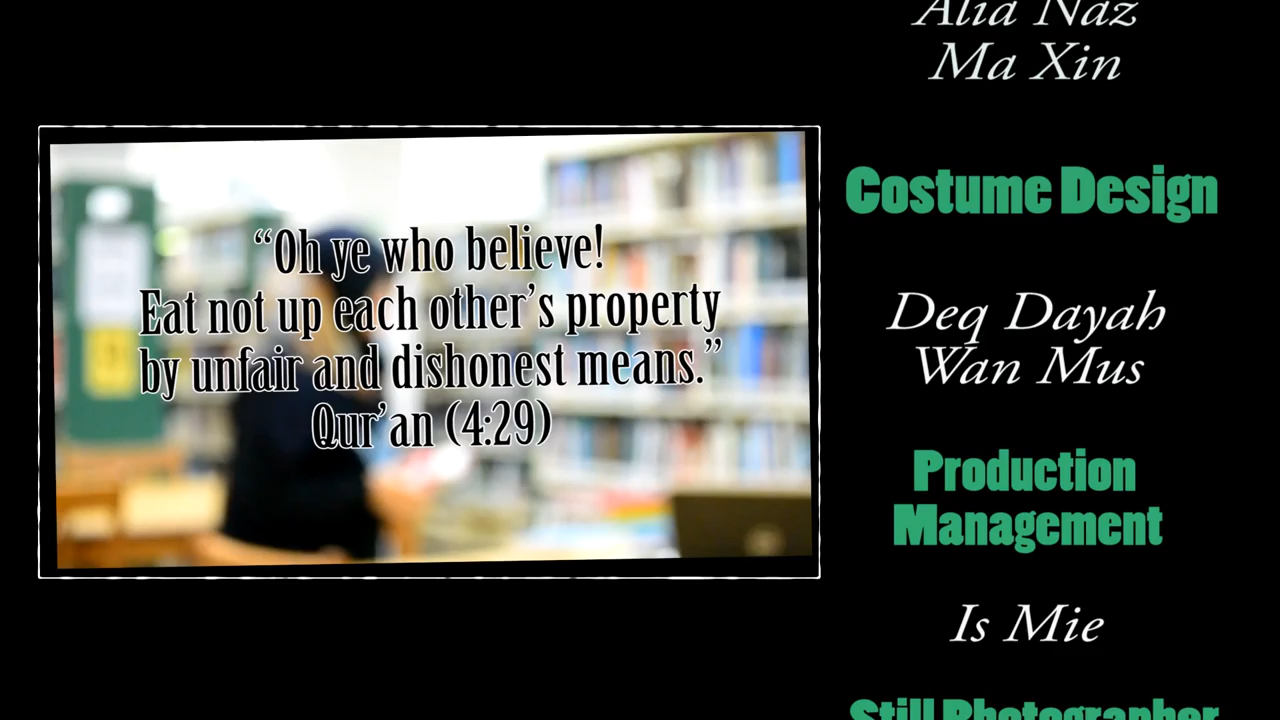 “Oh ye who believe!
Eat not up each other’s property
by unfair and dishonest means.”
Qur’an (4:29)
Alia Naz
Ma Xin
Costume Design
Deq Dayah
Wan Mus
Production
Management
Is Mie
Still Photographer